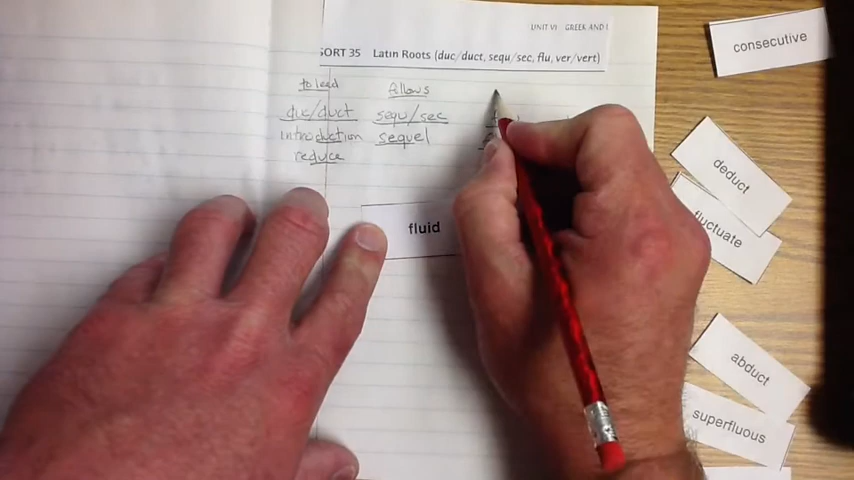 UNIT VI GREEK AND
SORT 35 Latin Roots (duc/duct, sequ/sec, flu, ver/vert)
to lead follows
duc/duct sequ/sec
introduction sequel
reduce
fluid
consecutive
deduct
fluctuate
abduct
superfluous